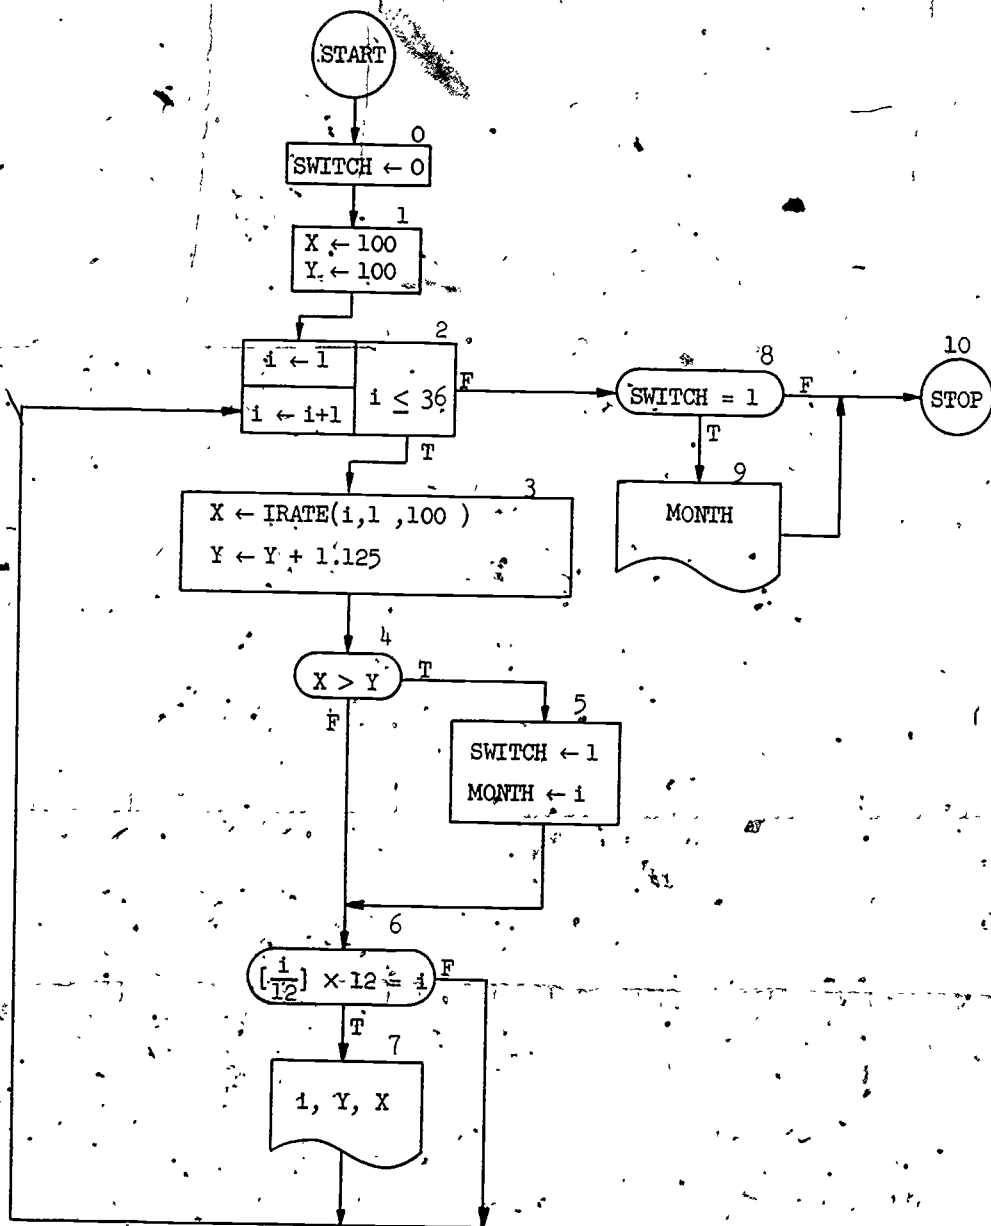 START
0
SWITCH ← 0
1
X ← 100
Y ← 100
2
i ← 1
i ← i+1
i ≤ 36
F
T
8
SWITCH = 1
F
T
10
STOP
9
MONTH
3
X ← IRATE(i,1 ,100 )
Y ← Y + 1.125
4
X > Y
T
F
5
SWITCH ← 1
MONTH ← i
6
[i/12] × 12 = i
F
T
7
i, Y, X